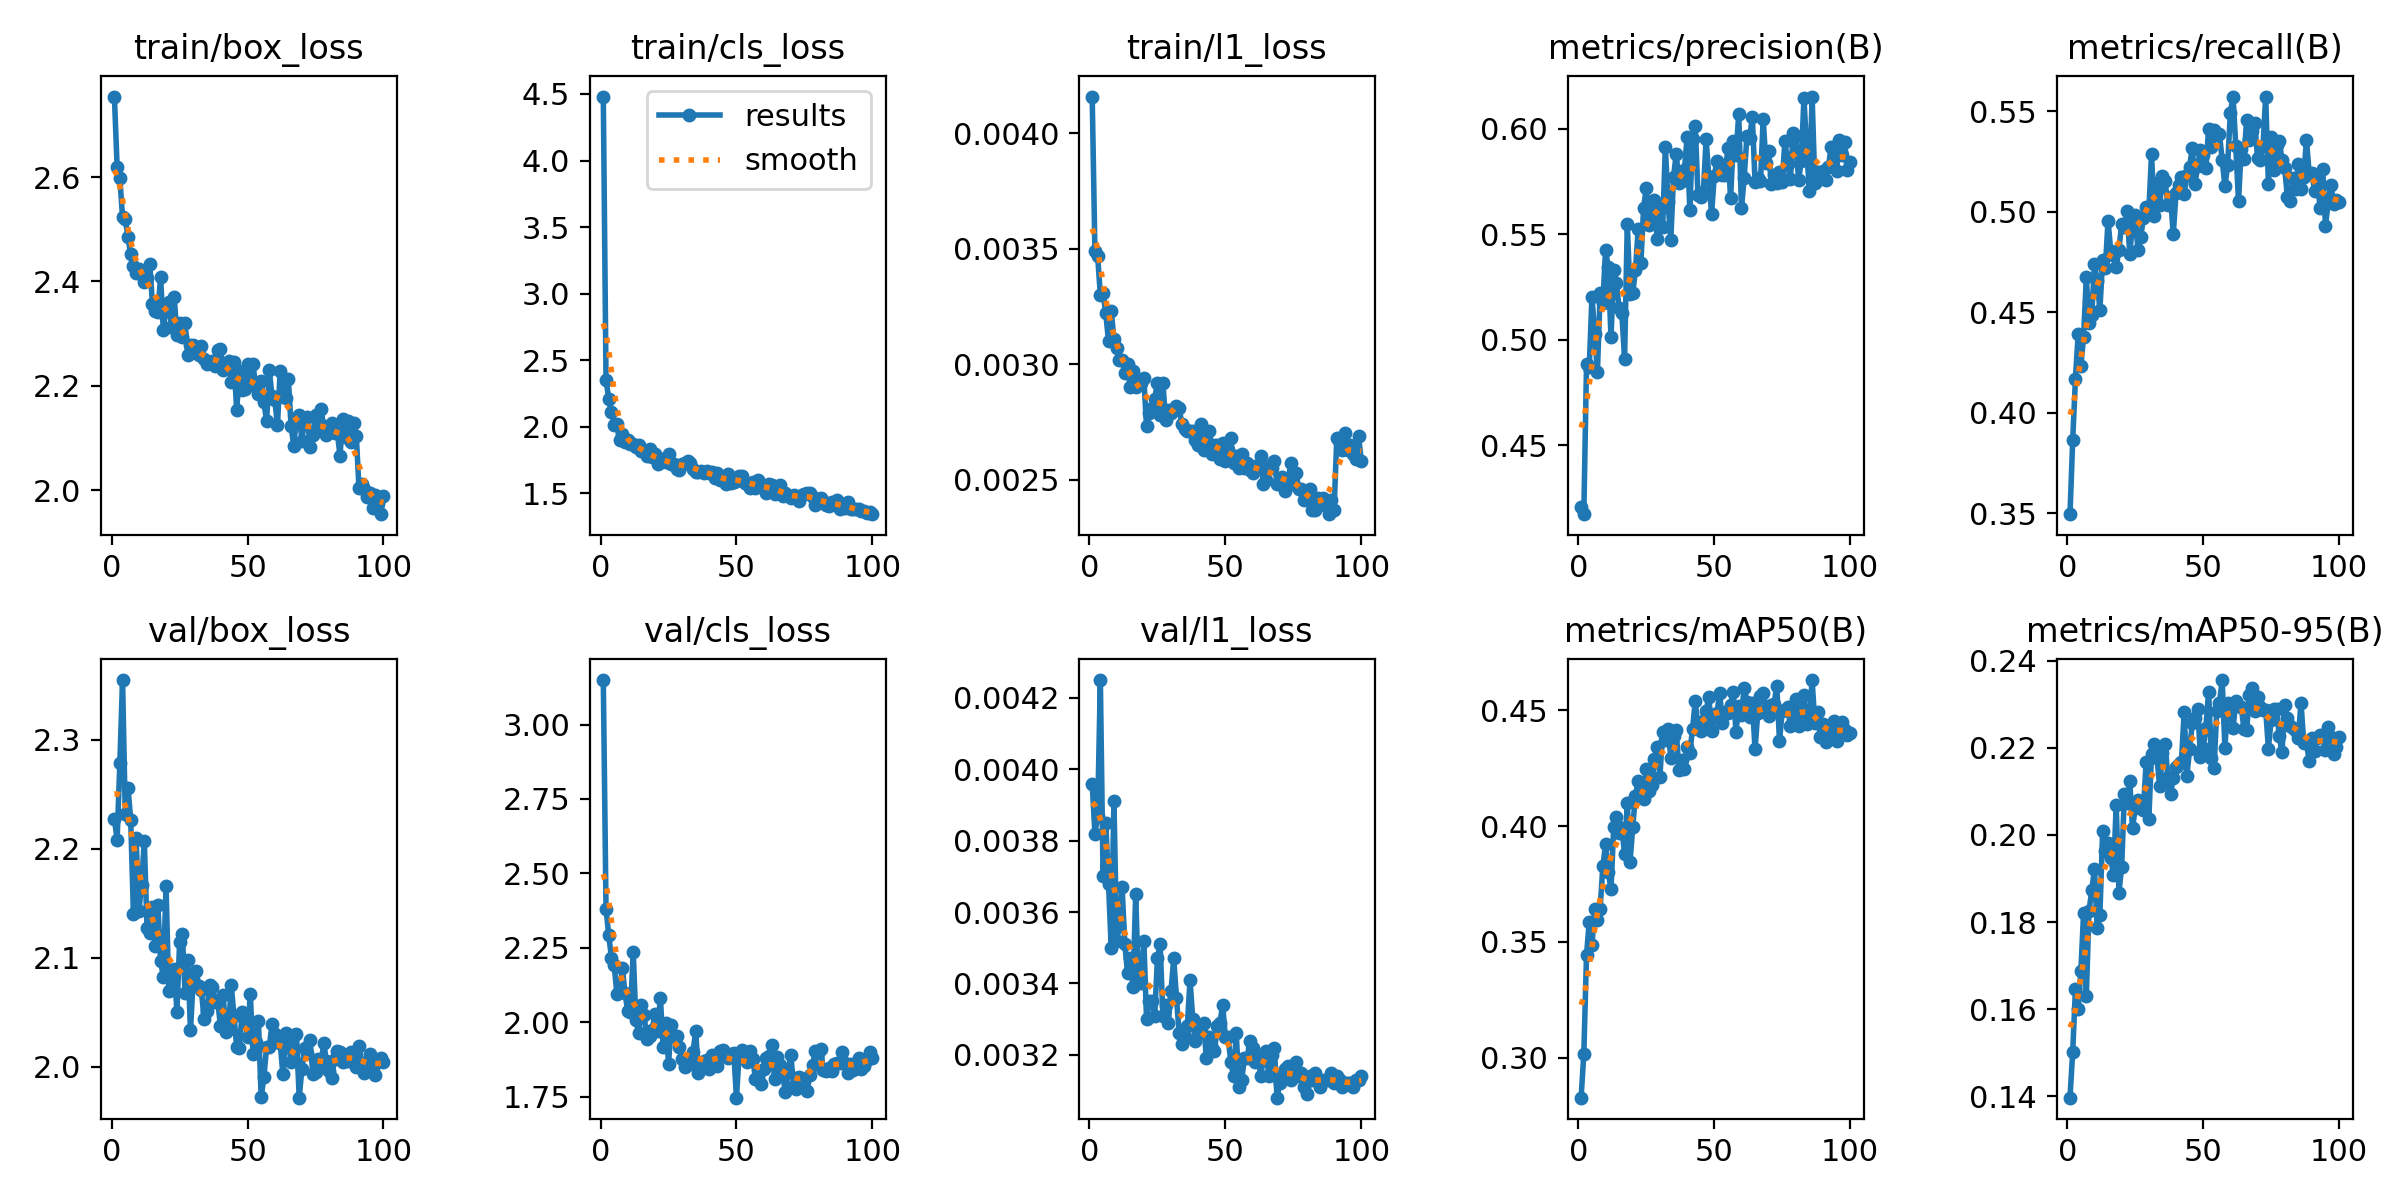 train/box_loss
2.6
2.4
2.2
2.0
0 50 100
train/cls_loss
4.5
4.0
3.5
3.0
2.5
2.0
1.5
results
smooth
0 50 100
train/l1_loss
0.0040
0.0035
0.0030
0.0025
0 50 100
metrics/precision(B)
0.60
0.55
0.50
0.45
0 50 100
metrics/recall(B)
0.55
0.50
0.45
0.40
0.35
0 50 100
val/box_loss
2.3
2.2
2.1
2.0
0 50 100
val/cls_loss
3.00
2.75
2.50
2.25
2.00
1.75
0 50 100
val/l1_loss
0.0042
0.0040
0.0038
0.0036
0.0034
0.0032
0 50 100
metrics/mAP50(B)
0.45
0.40
0.35
0.30
0 50 100
metrics/mAP50-95(B)
0.24
0.22
0.20
0.18
0.16
0.14
0 50 100